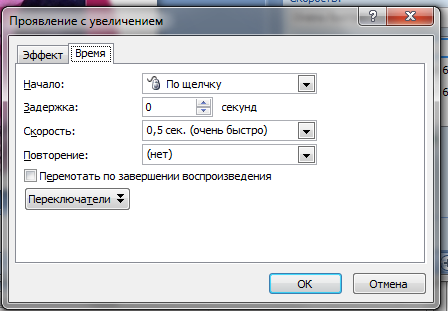 Проявление с увеличением
Эффект Время
Начало: По щелчку
Задержка: 0 секунд
Скорость: 0,5 сек. (очень быстро)
Повторение: (нет)
Перемотать по завершении воспроизведения
Переключатели
ОК Отмена